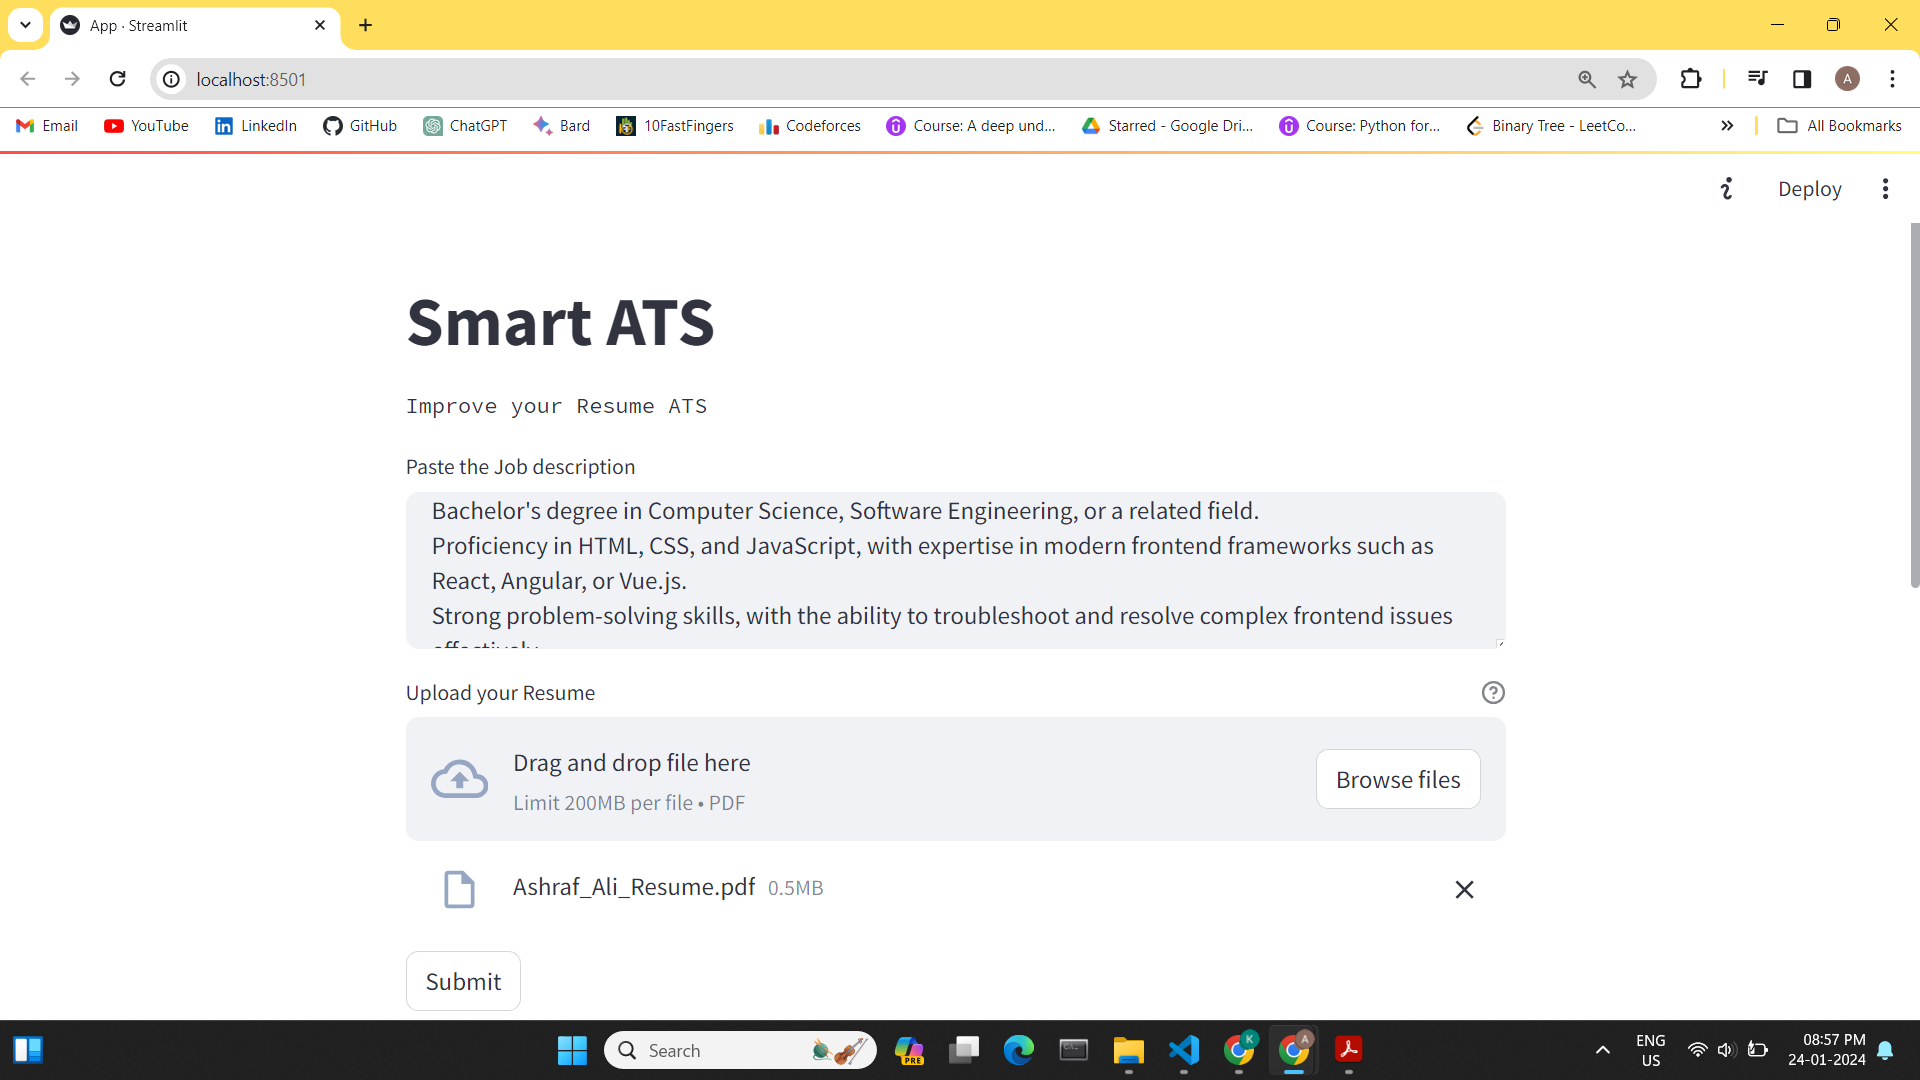 App · Streamlit
localhost:8501
A
Email YouTube LinkedIn GitHub ChatGPT Bard 10FastFingers Codeforces Course: A deep und... Starred - Google Dri... Course: Python for... Binary Tree - LeetCo... » All Bookmarks
Deploy
Smart ATS
Improve your Resume ATS
Paste the Job description
Bachelor's degree in Computer Science, Software Engineering, or a related field.
Proficiency in HTML, CSS, and JavaScript, with expertise in modern frontend frameworks such as
React, Angular, or Vue.js.
Strong problem-solving skills, with the ability to troubleshoot and resolve complex frontend issues
effectively.
Upload your Resume
Drag and drop file here
Limit 200MB per file • PDF
Browse files
Ashraf_Ali_Resume.pdf 0.5MB
Submit
Search
PRE
K
A
ENG
US
08:57 PM
24-01-2024